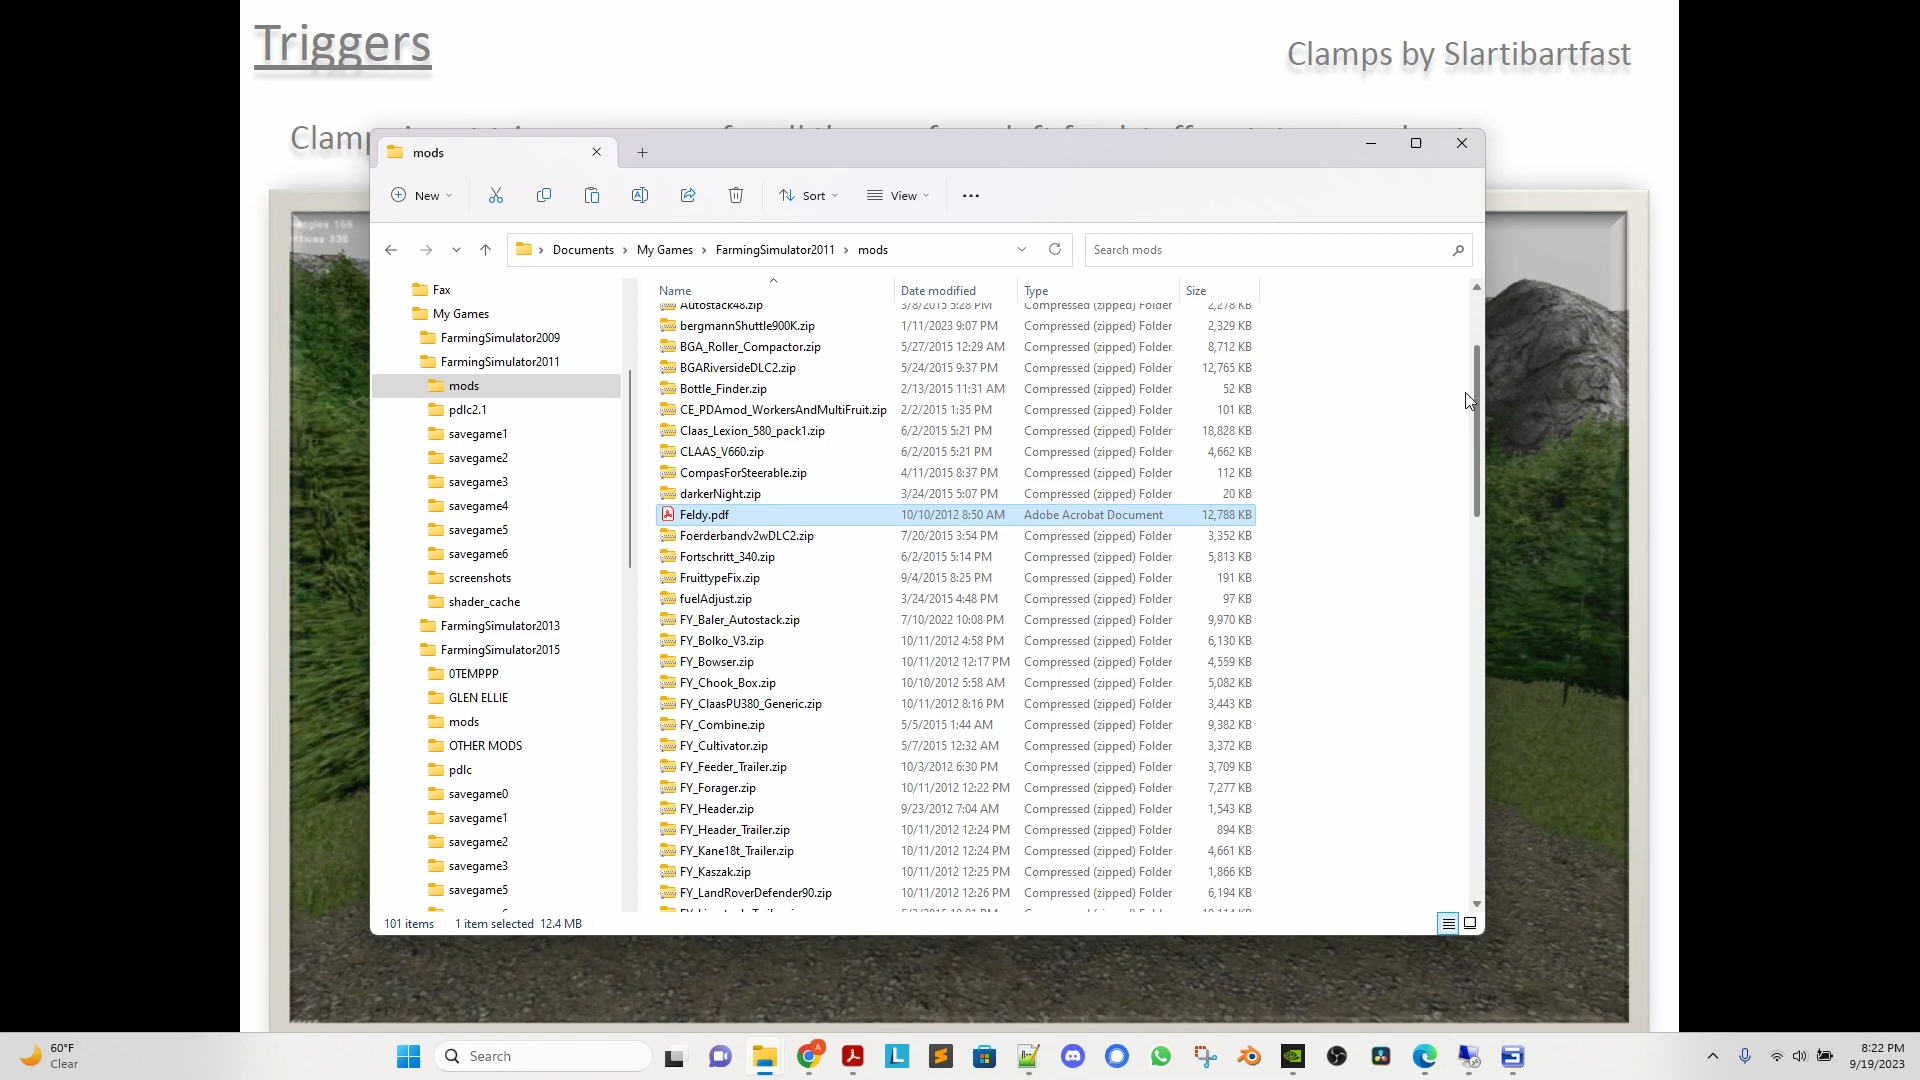 Triggers
Clamps by Slartibartfast
Clamp
mods
New
Sort
View
Documents
My Games
FarmingSimulator2011
mods
Search mods
Fax
My Games
FarmingSimulator2009
FarmingSimulator2011
mods
pdlc2.1
savegame1
savegame2
savegame3
savegame4
savegame5
savegame6
screenshots
shader_cache
FarmingSimulator2013
FarmingSimulator2015
0TEMPPP
GLEN ELLIE
mods
OTHER MODS
pdlc
savegame0
savegame1
savegame2
savegame3
savegame5
Name Date modified Type Size
Autostack48.zip 3/8/2015 5:28 PM Compressed (zipped) Folder 2,278 KB
bergmannShuttle900K.zip 1/11/2023 9:07 PM Compressed (zipped) Folder 2,329 KB
BGA_Roller_Compactor.zip 5/27/2015 12:29 AM Compressed (zipped) Folder 8,712 KB
BGARiversideDLC2.zip 5/24/2015 9:37 PM Compressed (zipped) Folder 12,765 KB
Bottle_Finder.zip 2/13/2015 11:31 AM Compressed (zipped) Folder 52 KB
CE_PDAmod_WorkersAndMultiFruit.zip 2/2/2015 1:35 PM Compressed (zipped) Folder 101 KB
Claas_Lexion_580_pack1.zip 6/2/2015 5:21 PM Compressed (zipped) Folder 18,828 KB
CLAAS_V660.zip 6/2/2015 5:21 PM Compressed (zipped) Folder 4,662 KB
CompasForSteerable.zip 4/11/2015 8:37 PM Compressed (zipped) Folder 112 KB
darkerNight.zip 3/24/2015 5:07 PM Compressed (zipped) Folder 20 KB
Feldy.pdf 10/10/2012 8:50 AM Adobe Acrobat Document 12,788 KB
Foerderbandv2wDLC2.zip 7/20/2015 3:54 PM Compressed (zipped) Folder 3,352 KB
Fortschritt_340.zip 6/2/2015 5:14 PM Compressed (zipped) Folder 5,813 KB
FruittypeFix.zip 9/4/2015 8:25 PM Compressed (zipped) Folder 191 KB
fuelAdjust.zip 3/24/2015 4:48 PM Compressed (zipped) Folder 97 KB
FY_Baler_Autostack.zip 7/10/2022 10:08 PM Compressed (zipped) Folder 9,970 KB
FY_Bolko_V3.zip 10/11/2012 4:58 PM Compressed (zipped) Folder 6,130 KB
FY_Bowser.zip 10/11/2012 12:17 PM Compressed (zipped) Folder 4,559 KB
FY_Chook_Box.zip 10/10/2012 5:58 AM Compressed (zipped) Folder 5,082 KB
FY_ClaasPU380_Generic.zip 10/11/2012 8:16 PM Compressed (zipped) Folder 3,443 KB
FY_Combine.zip 5/5/2015 1:44 AM Compressed (zipped) Folder 9,382 KB
FY_Cultivator.zip 5/7/2015 12:32 AM Compressed (zipped) Folder 3,372 KB
FY_Feeder_Trailer.zip 10/3/2012 6:30 PM Compressed (zipped) Folder 3,709 KB
FY_Forager.zip 10/11/2012 12:22 PM Compressed (zipped) Folder 7,277 KB
FY_Header.zip 9/23/2012 7:04 AM Compressed (zipped) Folder 1,543 KB
FY_Header_Trailer.zip 10/11/2012 12:24 PM Compressed (zipped) Folder 894 KB
FY_Kane18t_Trailer.zip 10/11/2012 12:24 PM Compressed (zipped) Folder 4,661 KB
FY_Kaszak.zip 10/11/2012 12:25 PM Compressed (zipped) Folder 1,866 KB
FY_LandRoverDefender90.zip 10/11/2012 12:26 PM Compressed (zipped) Folder 6,194 KB
101 items 1 item selected 12.4 MB
60°F
Clear
Search
8:22 PM
9/19/2023